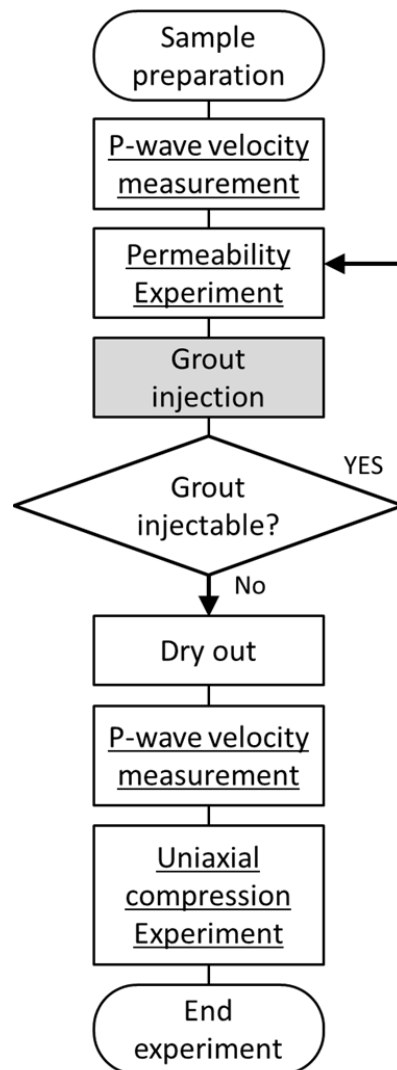 Sample
preparation
P-wave velocity
measurement
Permeability
Experiment
Grout
injection
YES
Grout
injectable?
No
Dry out
P-wave velocity
measurement
Uniaxial
compression
Experiment
End
experiment